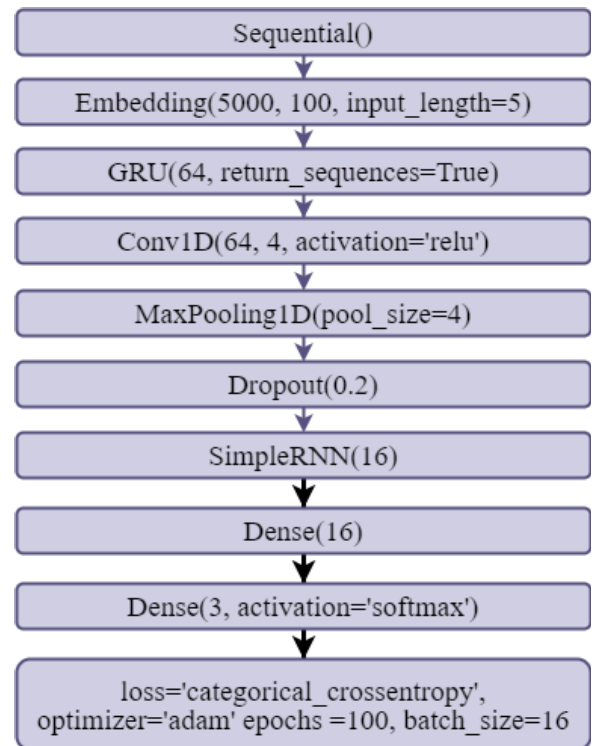 Sequential()
Embedding(5000, 100, input_length=5)
GRU(64, return_sequences=True)
Conv1D(64, 4, activation='relu')
MaxPooling1D(pool_size=4)
Dropout(0.2)
SimpleRNN(16)
Dense(16)
Dense(3, activation='softmax')
loss='categorical_crossentropy',
optimizer='adam' epochs =100, batch_size=16